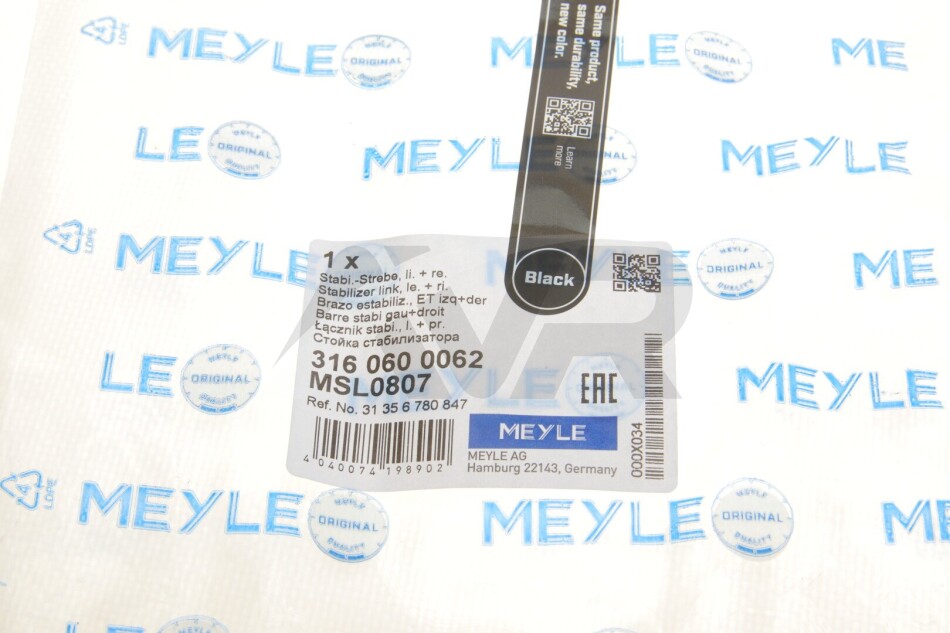 Same product,
same durability,
new color.
Learn
more
Black
1 x
Stabi.-Strebe, li. + re.
Stabilizer link, le. + ri.
Brazo estabiliz., ET izq+der
Barre stabi gau+droit
Łącznik stabi., l. + pr.
Стойка стабилизатора
316 060 0062
MSL0807
Ref. No. 31 35 6 780 847
4 040074 198902
EAC
MEYLE
MEYLE AG
Hamburg 22143, Germany
000X034
4 LDPE
MEYLE
MEYLE ORIGINAL QUALITY